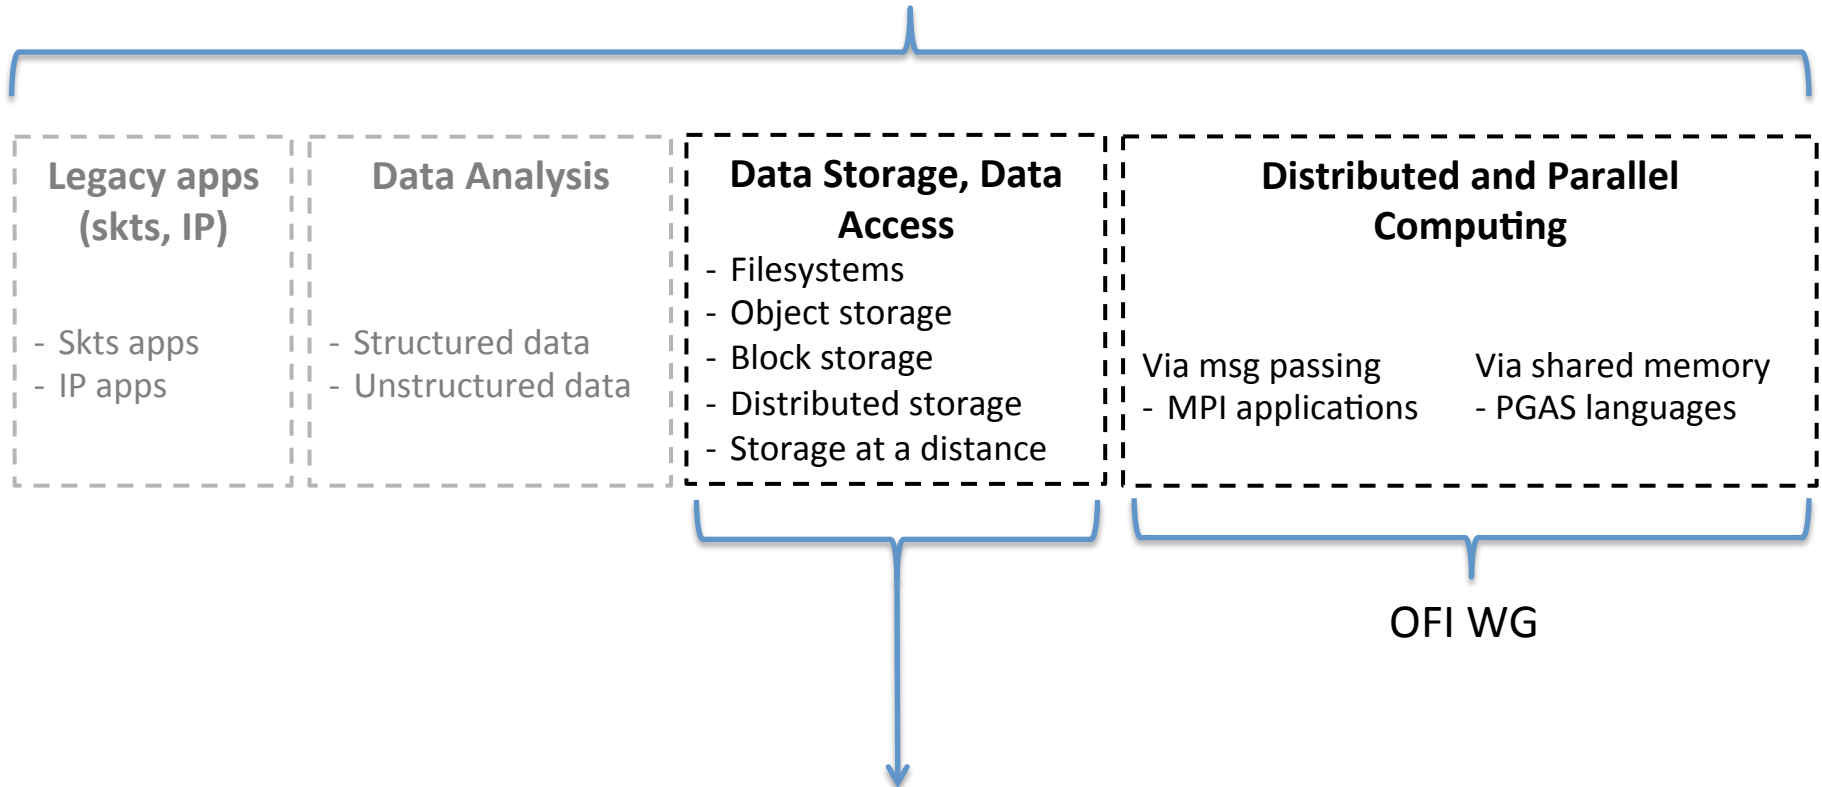 Legacy apps
(skts, IP)
- Skts apps
- IP apps
Data Analysis
- Structured data
- Unstructured data
Data Storage, Data
Access
- Filesystems
- Object storage
- Block storage
- Distributed storage
- Storage at a distance
Distributed and Parallel
Computing
Via msg passing
- MPI applications
Via shared memory
- PGAS languages
OFI WG